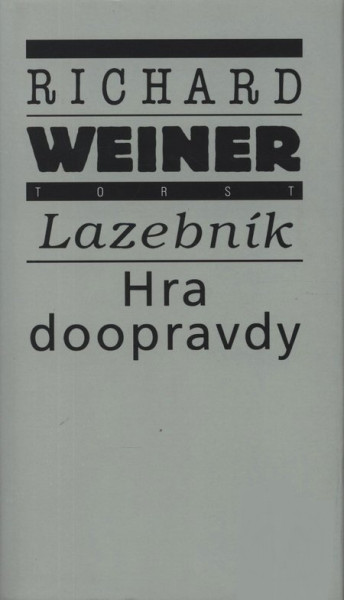 RICHARD
WEINER
TORST
Lazebník
Hra
doopravdy